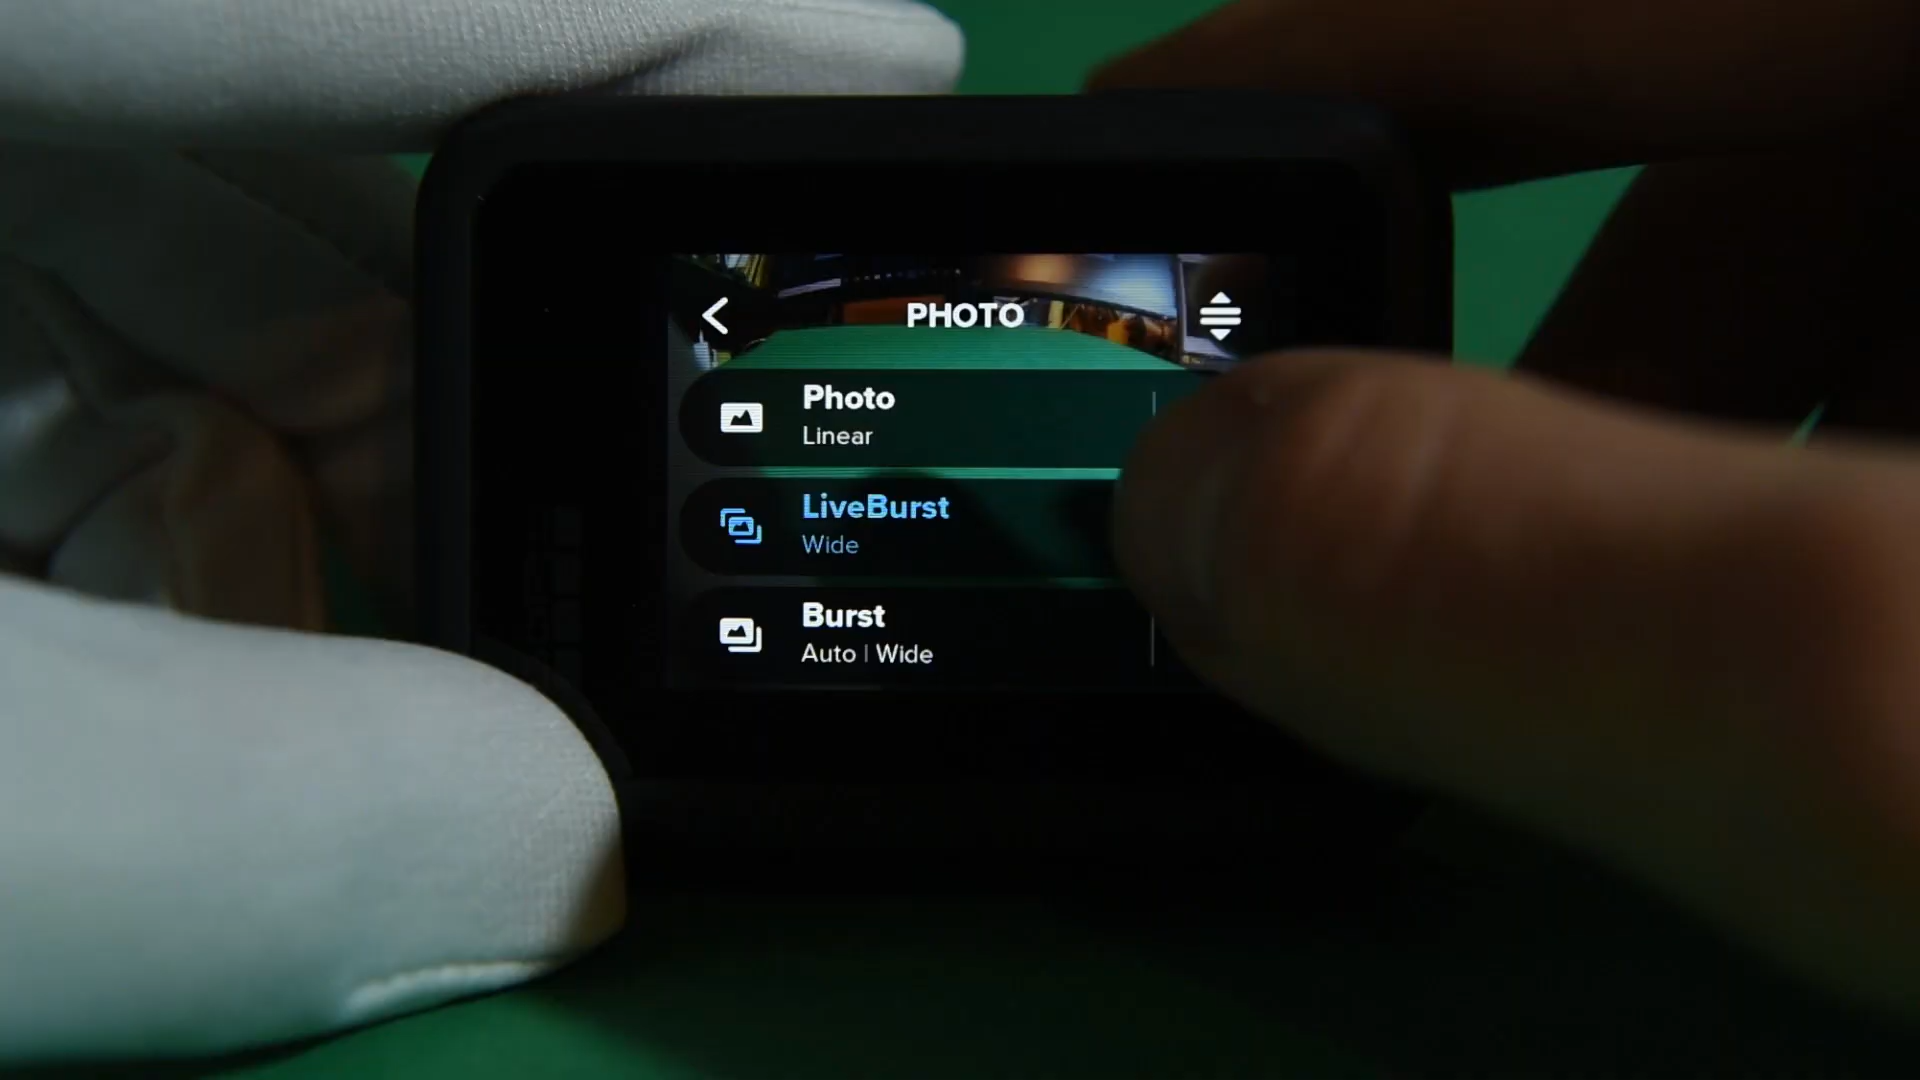 PHOTO
Photo
Linear
LiveBurst
Wide
Burst
Auto | Wide